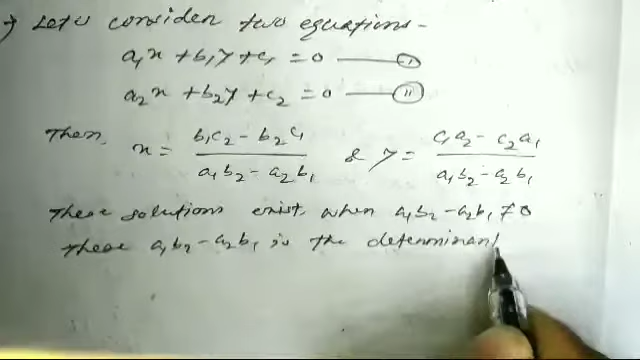 → Let's consider two equations-
a₁x + b₁y + c₁ = 0 —— (I)
a₂x + b₂y + c₂ = 0 —— (II)
Then, x = (b₁c₂ - b₂c₁)/(a₁b₂ - a₂b₁) & y = (c₁a₂ - c₂a₁)/(a₁b₂ - a₂b₁)
These solutions exist, when a₁b₂ - a₂b₁ ≠ 0
These a₁b₂ - a₂b₁ is the determinant